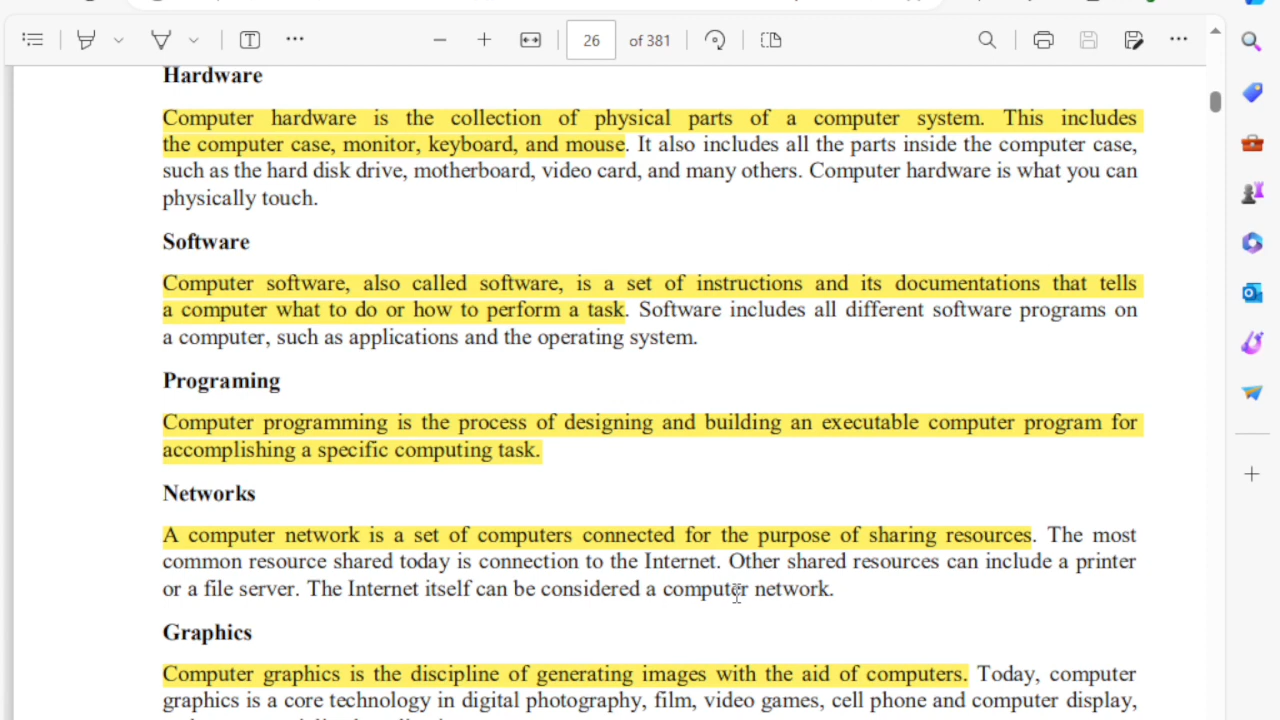 26 of 381
Hardware
Computer hardware is the collection of physical parts of a computer system. This includes
the computer case, monitor, keyboard, and mouse. It also includes all the parts inside the computer case,
such as the hard disk drive, motherboard, video card, and many others. Computer hardware is what you can
physically touch.
Software
Computer software, also called software, is a set of instructions and its documentations that tells
a computer what to do or how to perform a task. Software includes all different software programs on
a computer, such as applications and the operating system.
Programing
Computer programming is the process of designing and building an executable computer program for
accomplishing a specific computing task.
Networks
A computer network is a set of computers connected for the purpose of sharing resources. The most
common resource shared today is connection to the Internet. Other shared resources can include a printer
or a file server. The Internet itself can be considered a computer network.
Graphics
Computer graphics is the discipline of generating images with the aid of computers. Today, computer
graphics is a core technology in digital photography, film, video games, cell phone and computer display,